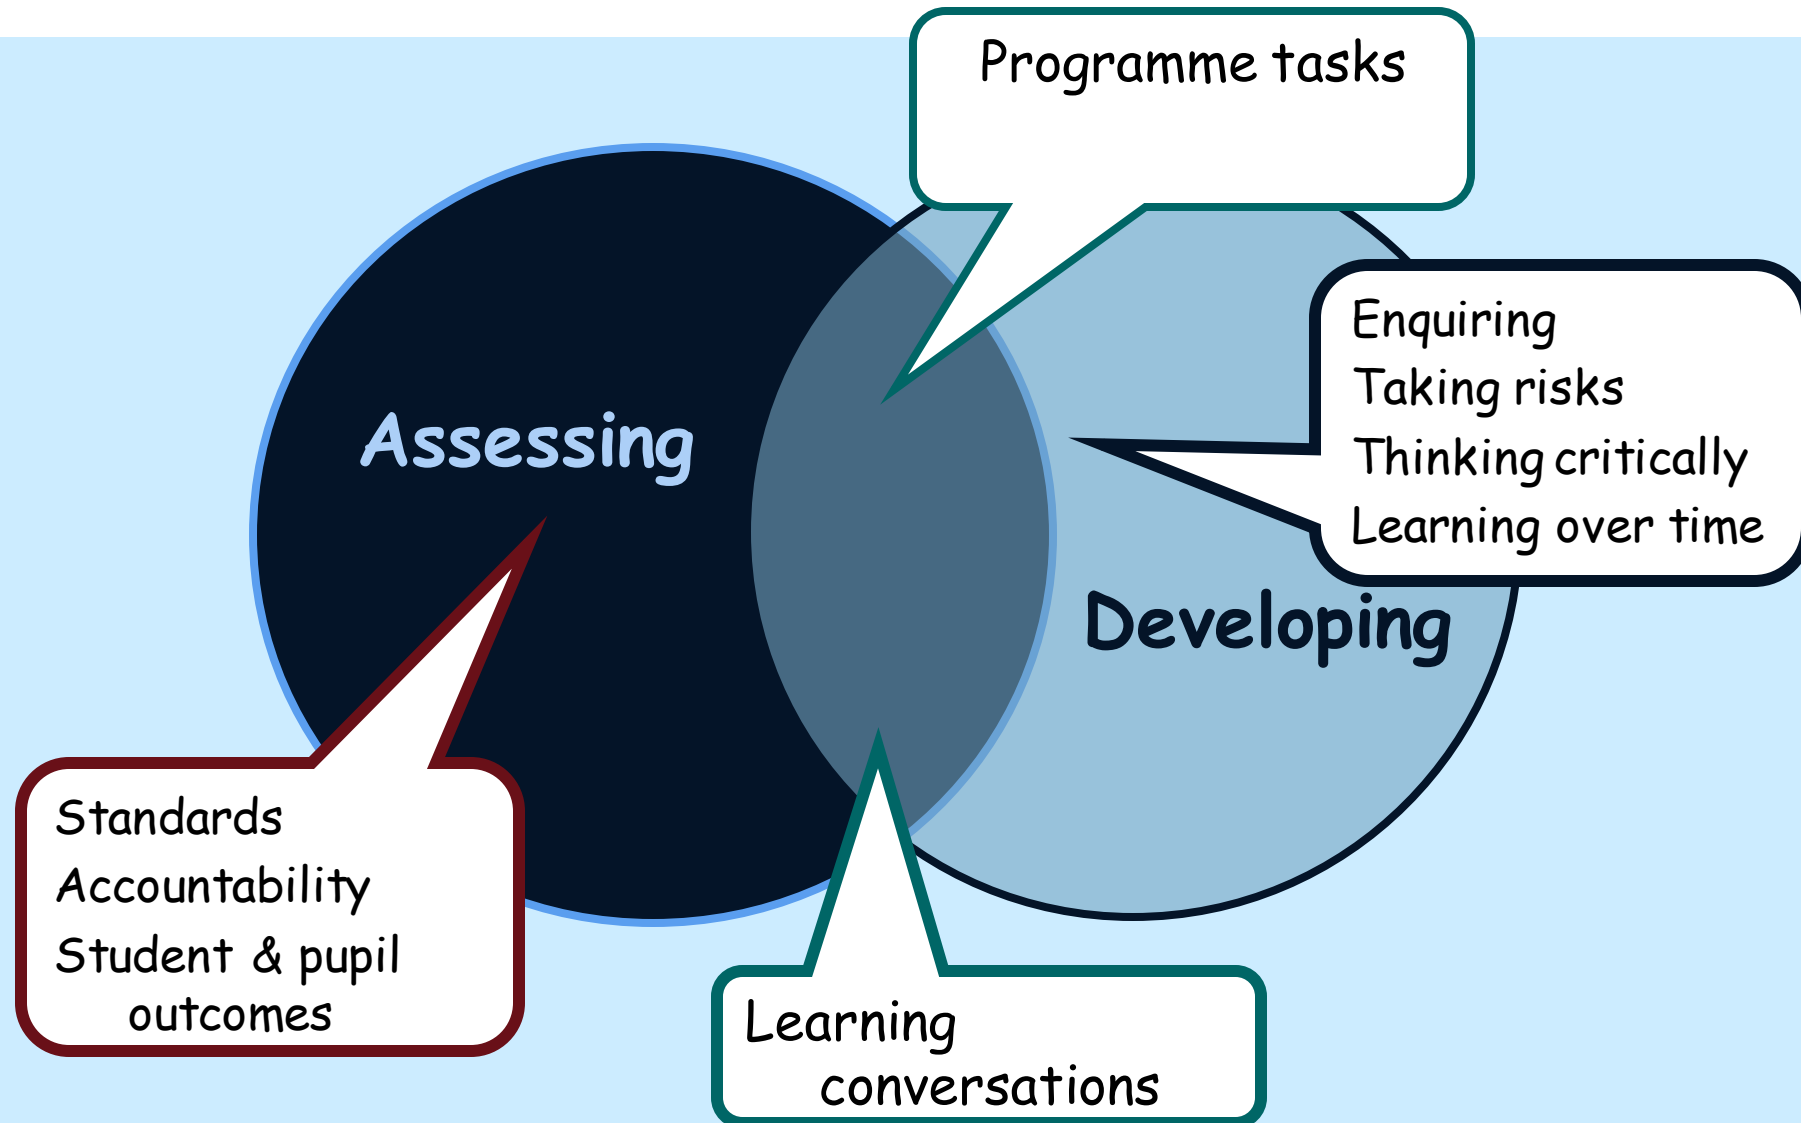 Programme tasks
Enquiring
Taking risks
Thinking critically
Learning over time
Assessing
Developing
Standards
Accountability
Student & pupil
outcomes
Learning
conversations